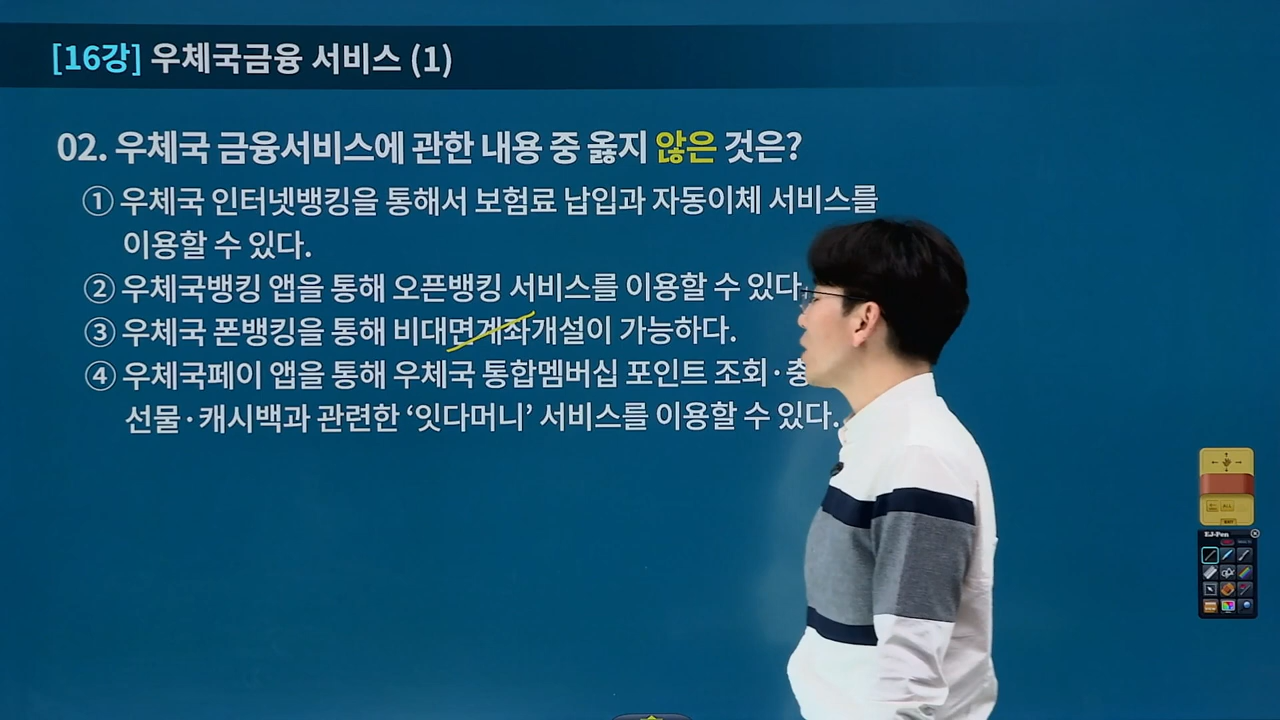 [16강] 우체국금융 서비스 (1)
02. 우체국 금융서비스에 관한 내용 중 옳지 않은 것은?
① 우체국 인터넷뱅킹을 통해서 보험료 납입과 자동이체 서비스를
이용할 수 있다.
② 우체국뱅킹 앱을 통해 오픈뱅킹 서비스를 이용할 수 있다.
③ 우체국 폰뱅킹을 통해 비대면계좌개설이 가능하다.
④ 우체국페이 앱을 통해 우체국 통합멤버십 포인트 조회·충
선물·캐시백과 관련한 ‘잇다머니’ 서비스를 이용할 수 있다.
EJ-Pen